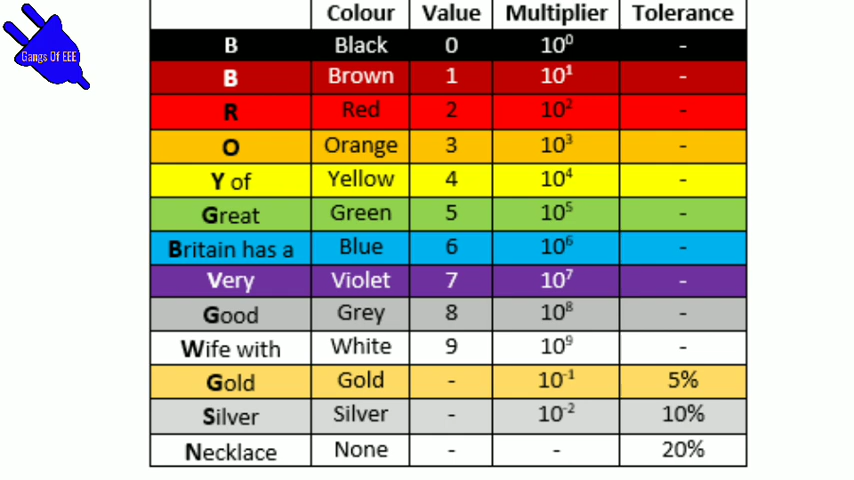 Gangs Of EEE
Colour Value Multiplier Tolerance
B Black 0 10⁰ -
B Brown 1 10¹ -
R Red 2 10² -
O Orange 3 10³ -
Y of Yellow 4 10⁴ -
Great Green 5 10⁵ -
Britain has a Blue 6 10⁶ -
Very Violet 7 10⁷ -
Good Grey 8 10⁸ -
Wife with White 9 10⁹ -
Gold Gold - 10⁻¹ 5%
Silver Silver - 10⁻² 10%
Necklace None - - 20%